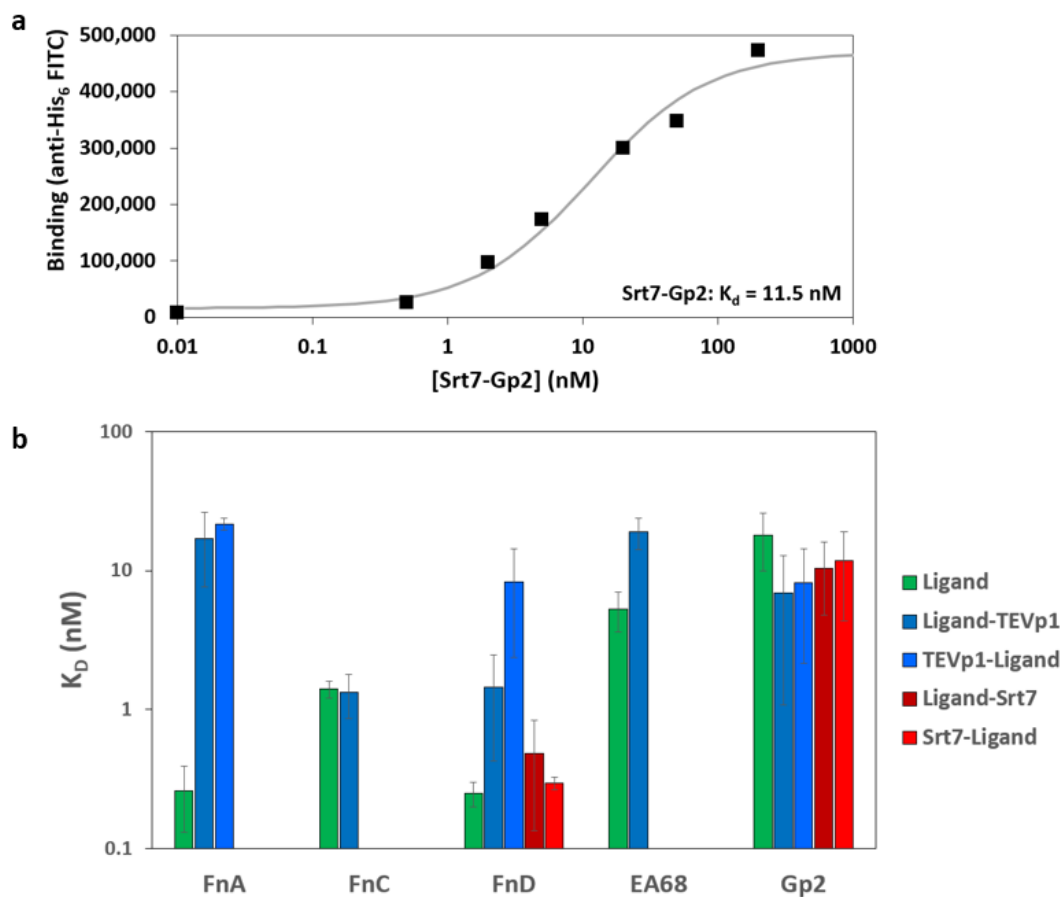 a
500,000
400,000
300,000
200,000
100,000
0
Binding (anti-His6 FITC)
Srt7-Gp2: Kd = 11.5 nM
0.01 0.1 1 10 100 1000
[Srt7-Gp2] (nM)
b
100
10
1
0.1
KD (nM)
Ligand
Ligand-TEVp1
TEVp1-Ligand
Ligand-Srt7
Srt7-Ligand
FnA FnC FnD EA68 Gp2